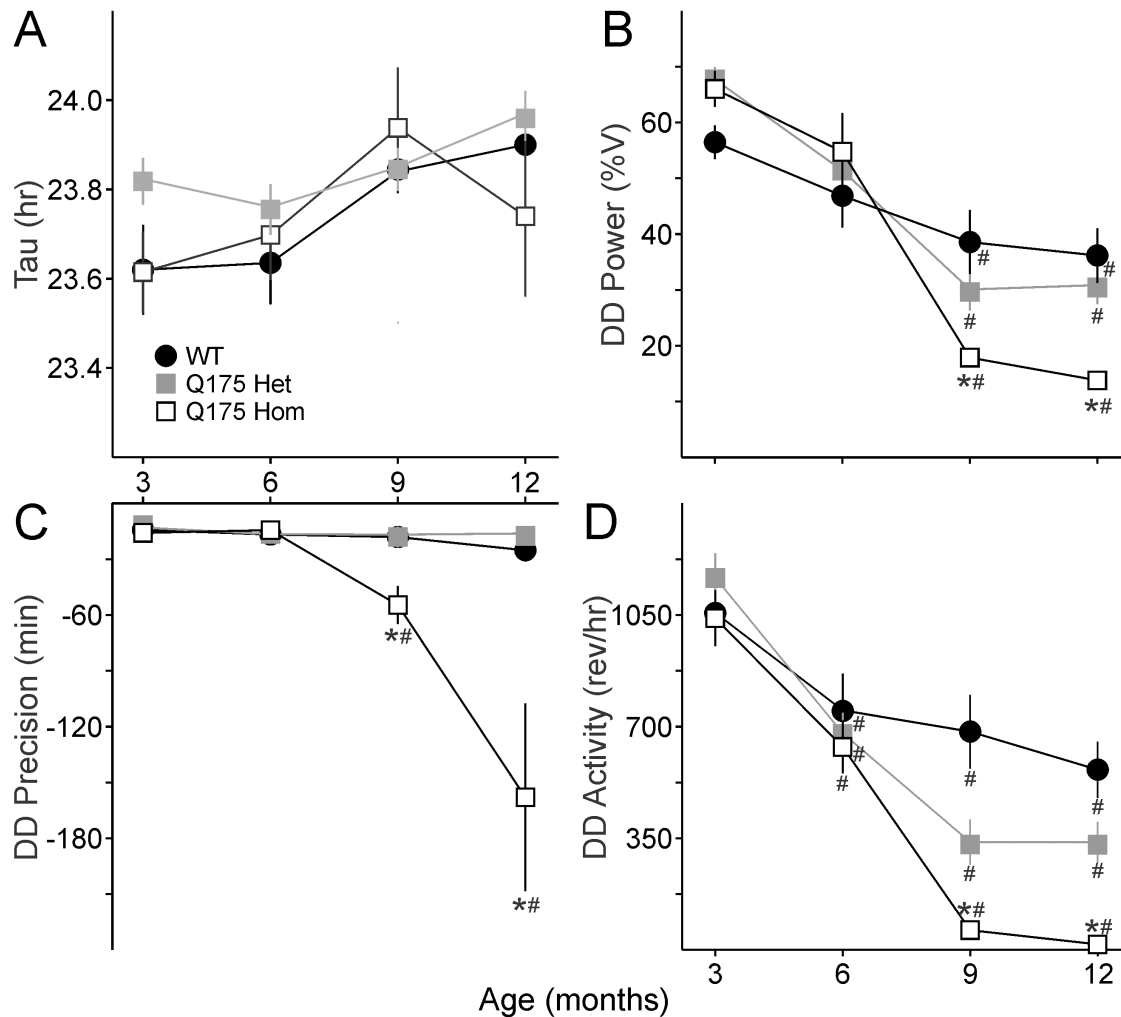 A
Tau (hr)
24.0
23.8
23.6
23.4
WT
Q175 Het
Q175 Hom
3 6 9 12
B
DD Power (%V)
60
40
20
#
#
#
#
*#
*#
C
DD Precision (min)
-60
-120
-180
*#
*#
D
DD Activity (rev/hr)
1050
700
350
#
#
#
#
#
#
#
*#
*#
3 6 9 12
Age (months)